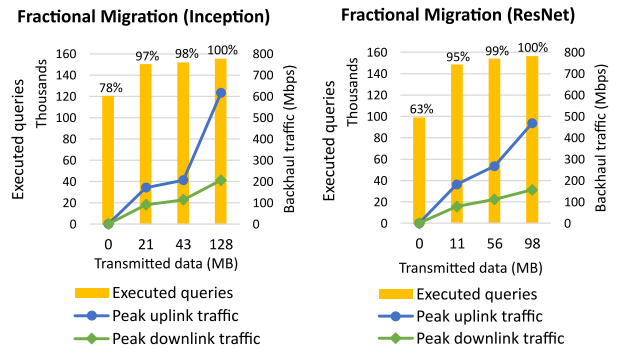 Fractional Migration (Inception)
78% 97% 98% 100%
Executed queries
Thousands
160 140 120 100 80 60 40 20 0
800 700 600 500 400 300 200 100 0
Backhaul traffic (Mbps)
0 21 43 128
Transmitted data (MB)
Executed queries
Peak uplink traffic
Peak downlink traffic
Fractional Migration (ResNet)
63% 95% 99% 100%
Executed queries
Thousands
160 140 120 100 80 60 40 20 0
800 700 600 500 400 300 200 100 0
Backhaul traffic (Mbps)
0 11 56 98
Transmitted data (MB)
Executed queries
Peak uplink traffic
Peak downlink traffic